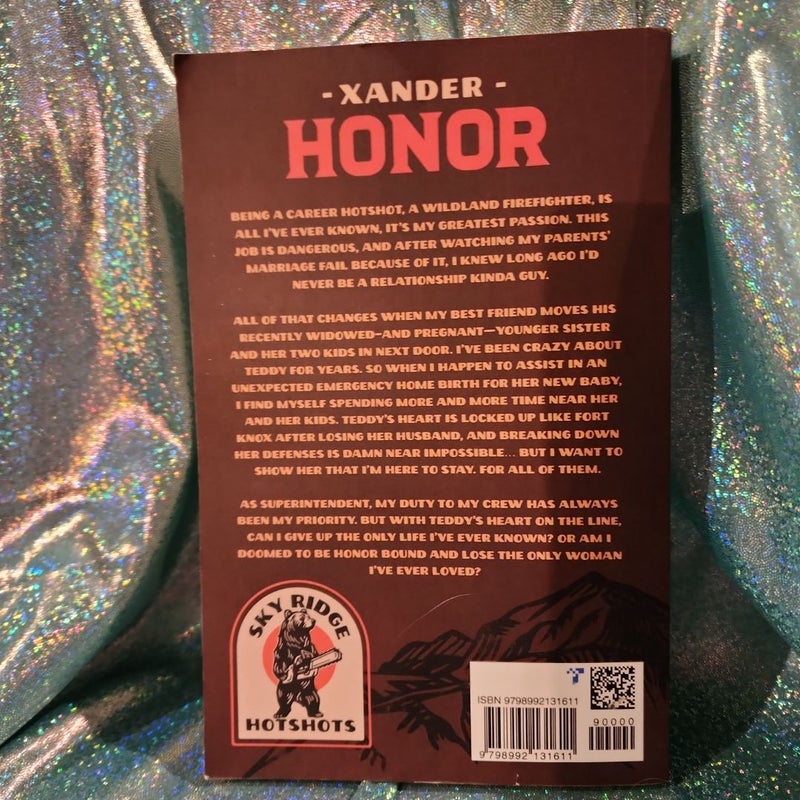 - XANDER -
HONOR
BEING A CAREER HOTSHOT, A WILDLAND FIREFIGHTER, IS
ALL I'VE EVER KNOWN, IT'S MY GREATEST PASSION. THIS
JOB IS DANGEROUS, AND AFTER WATCHING MY PARENTS'
MARRIAGE FAIL BECAUSE OF IT, I KNEW LONG AGO I'D
NEVER BE A RELATIONSHIP KINDA GUY.
ALL OF THAT CHANGES WHEN MY BEST FRIEND MOVES HIS
RECENTLY WIDOWED—AND PREGNANT—YOUNGER SISTER
AND HER TWO KIDS IN NEXT DOOR. I'VE BEEN CRAZY ABOUT
TEDDY FOR YEARS. SO WHEN I HAPPEN TO ASSIST IN AN
UNEXPECTED EMERGENCY HOME BIRTH FOR HER NEW BABY,
I FIND MYSELF SPENDING MORE AND MORE TIME NEAR HER
AND HER KIDS. TEDDY'S HEART IS LOCKED UP LIKE FORT
KNOX AFTER LOSING HER HUSBAND, AND BREAKING DOWN
HER DEFENSES IS DAMN NEAR IMPOSSIBLE... BUT I WANT TO
SHOW HER THAT I'M HERE TO STAY. FOR ALL OF THEM.
AS SUPERINTENDENT, MY DUTY TO MY CREW HAS ALWAYS
BEEN MY PRIORITY. BUT WITH TEDDY'S HEART ON THE LINE,
CAN I GIVE UP THE ONLY LIFE I'VE EVER KNOWN? OR AM I
DOOMED TO BE HONOR BOUND AND LOSE THE ONLY WOMAN
I'VE EVER LOVED?
SKY RIDGE
HOTSHOTS
ISBN 9798992131611
90000
9 798992 131611